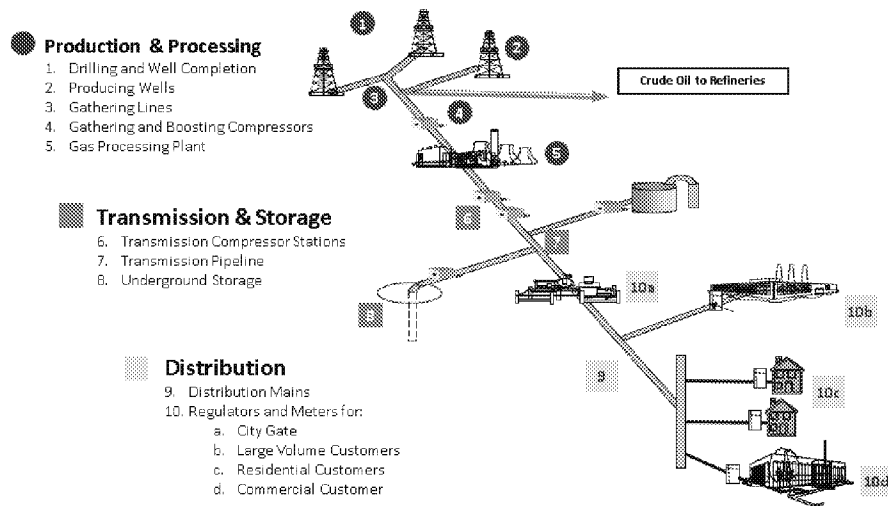 1
Production & Processing
1. Drilling and Well Completion
2. Producing Wells
3. Gathering Lines
4. Gathering and Boosting Compressors
5. Gas Processing Plant
2
3
Crude Oil to Refineries
4
5
Transmission & Storage
6. Transmission Compressor Stations
7. Transmission Pipeline
8. Underground Storage
6
7
8
10a
10b
Distribution
9. Distribution Mains
10. Regulators and Meters for:
a. City Gate
b. Large Volume Customers
c. Residential Customers
d. Commercial Customer
9
10c
10d